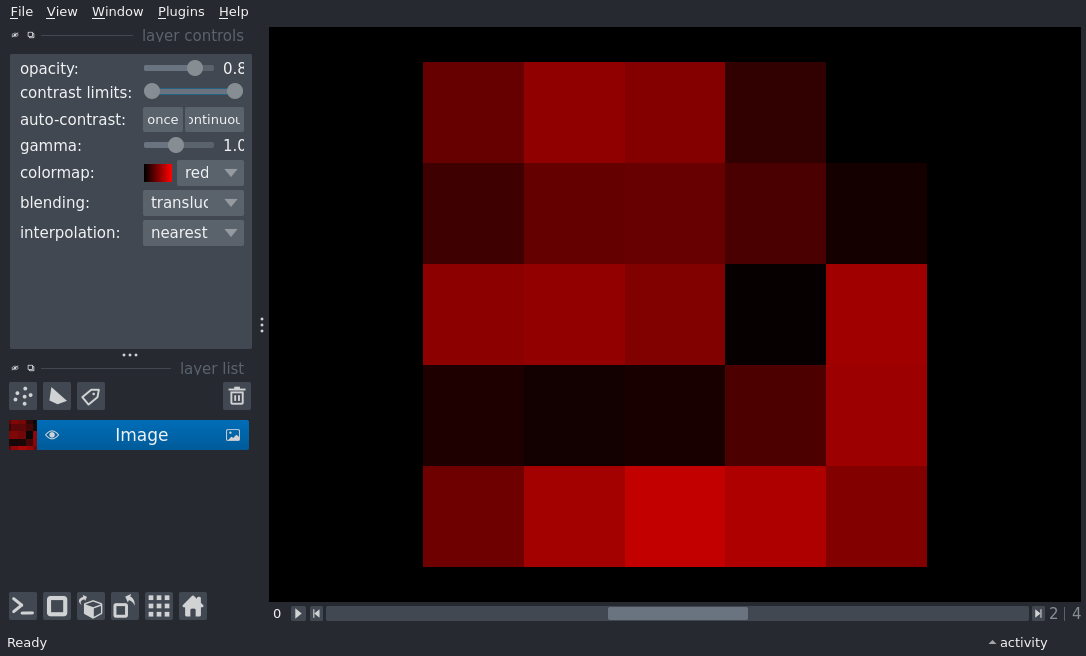 File View Window Plugins Help
layer controls
opacity: 0.8
contrast limits:
auto-contrast: once ontinuou
gamma: 1.0
colormap: red
blending: transluc
interpolation: nearest
layer list
Image
0 2 | 4
Ready activity